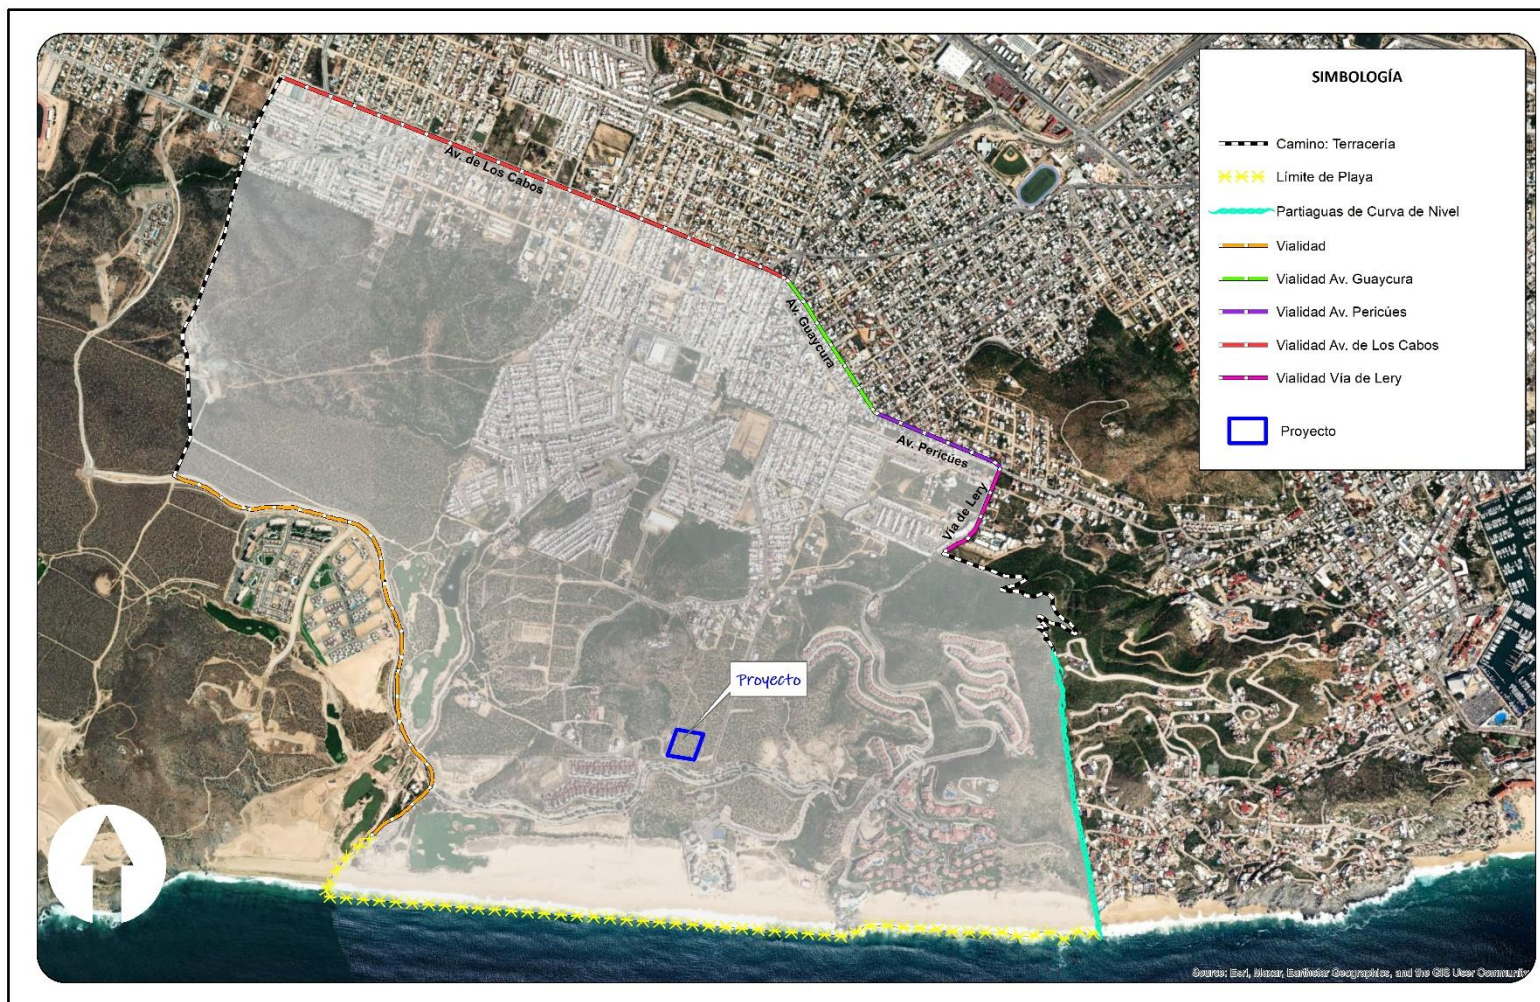 SIMBOLOGÍA
Camino: Terracería
Límite de Playa
Partiaguas de Curva de Nivel
Vialidad
Vialidad Av. Guaycura
Vialidad Av. Pericúes
Vialidad Av. de Los Cabos
Vialidad Vía de Lery
Proyecto
Av. de Los Cabos
Av. Guaycura
Av. Pericúes
Vía de Lery
Proyecto
Source: Esri, Maxar, Earthstar Geographics, and the GIS User Community